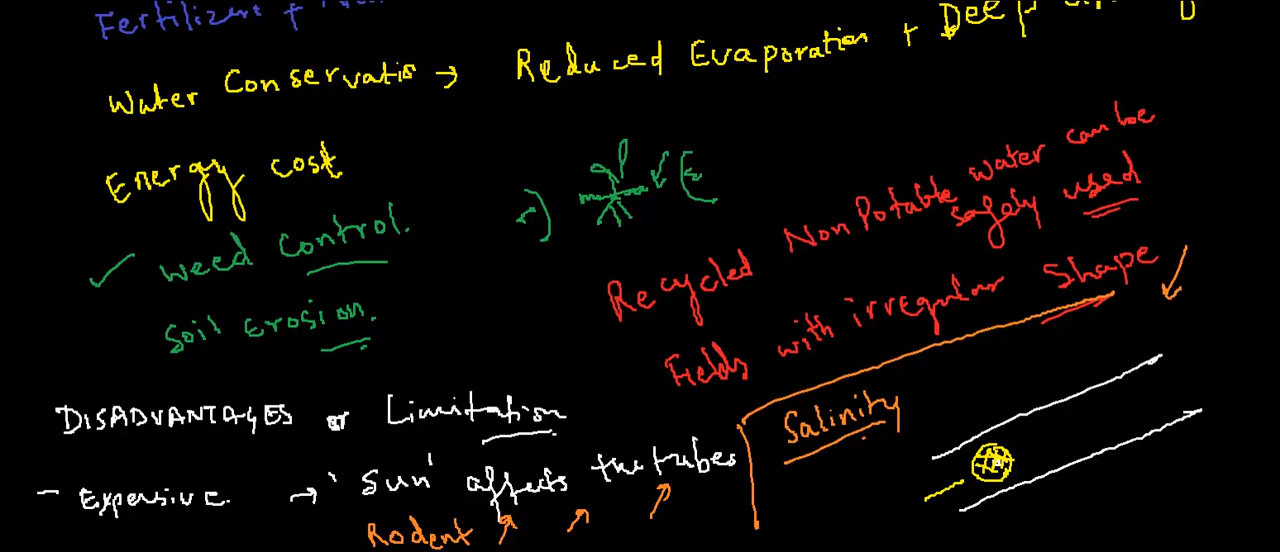 Fertilizer +
Water Conservatio → Reduced Evaporation + Deep
Energy cost
✓ Weed Control.
Soil Erosion.
Recycled Non Potable water can be
safely used
Fields with irregular Shape
DISADVANTAGES or Limitation
- Expensive. → 'Sun' affects the tubes
Rodent
Salinity